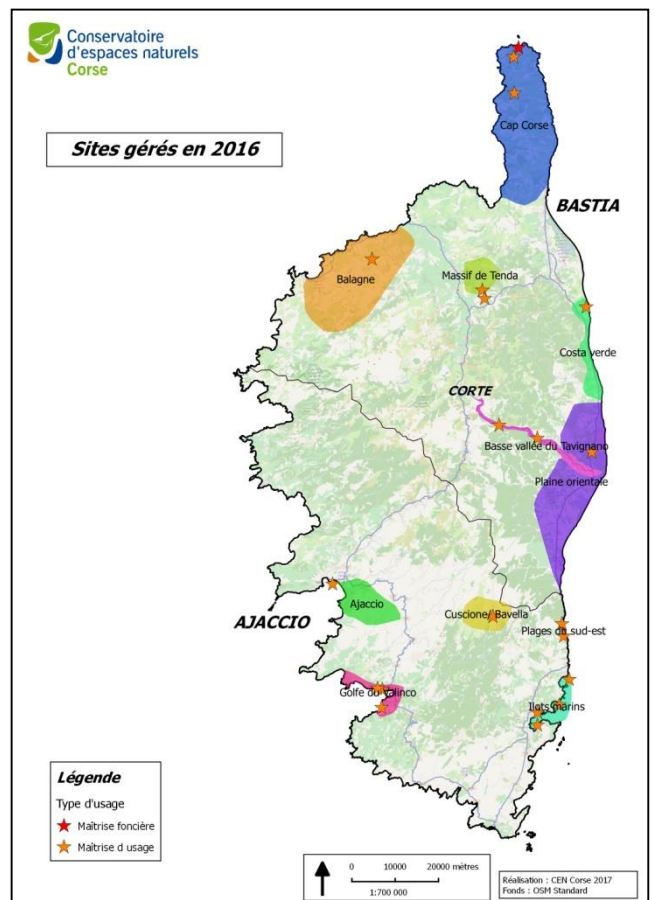 Conservatoire
d'espaces naturels
Corse
Sites gérés en 2016
Cap Corse
BASTIA
Balagne
Massif de Tenda
Costa verde
CORTE
Basse vallée du Tavignano
Plaine orientale
Ajaccio
AJACCIO
Cuscione/ Bavella
Plages du sud-est
Golfe du Valinco
Ilots marins
Légende
Type d'usage
Maîtrise foncière
Maîtrise d usage
0 10000 20000 mètres
1:700 000
Réalisation : CEN Corse 2017
Fonds : OSM Standard